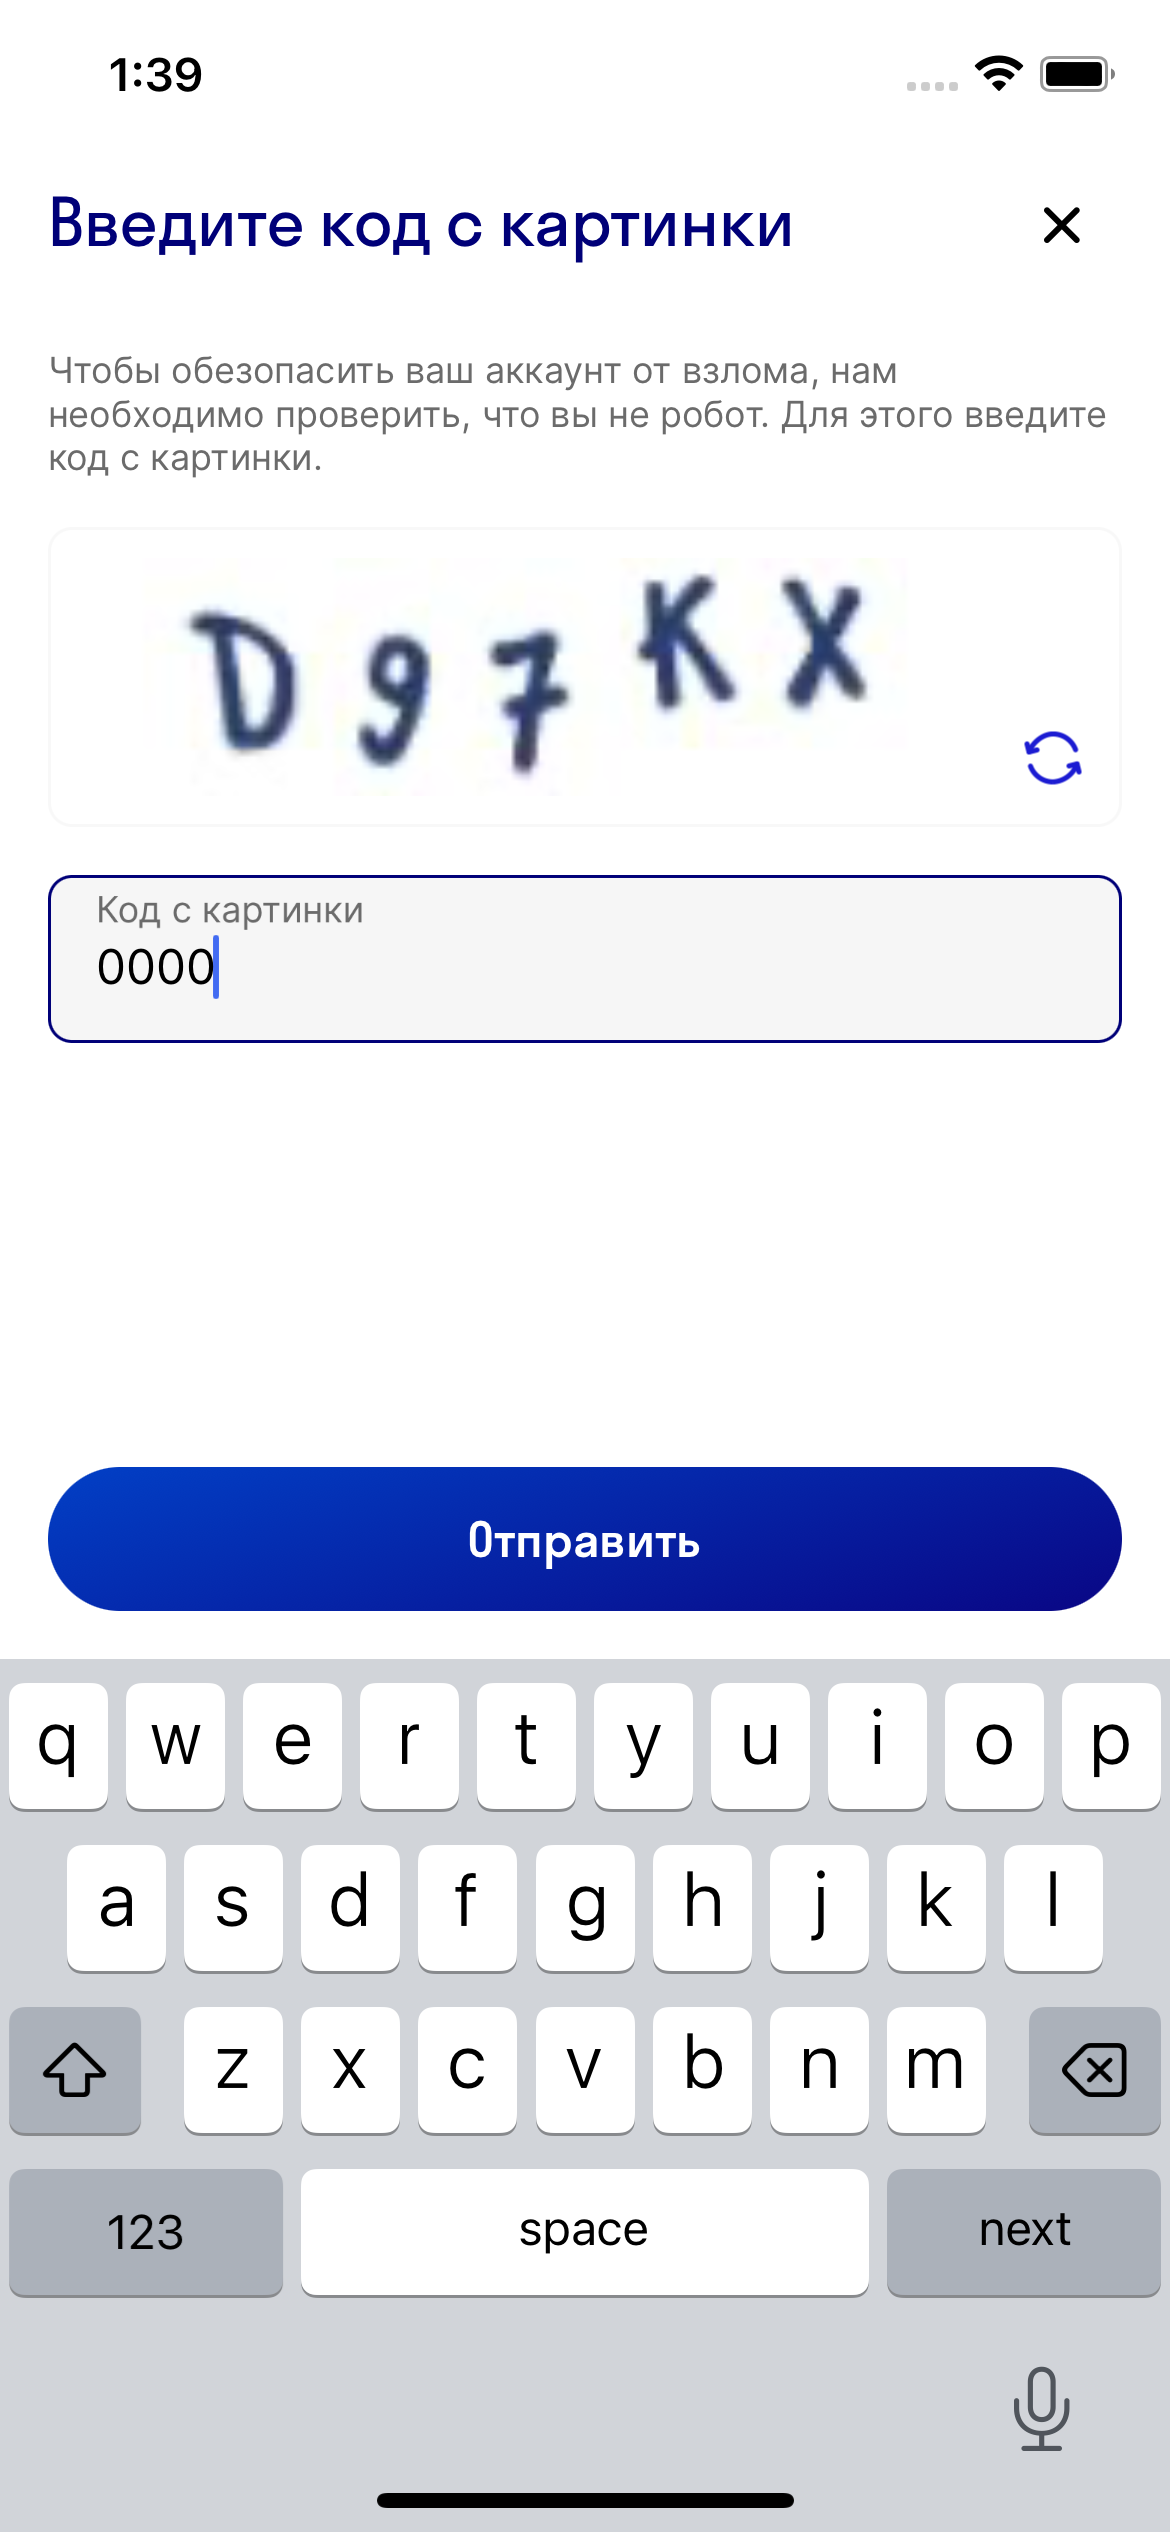 1:39
Введите код с картинки
Чтобы обезопасить ваш аккаунт от взлома, нам
необходимо проверить, что вы не робот. Для этого введите
код с картинки.
D97KX
Код с картинки
0000
Отправить
q w e r t y u i o p
a s d f g h j k l
z x c v b n m
123 space next